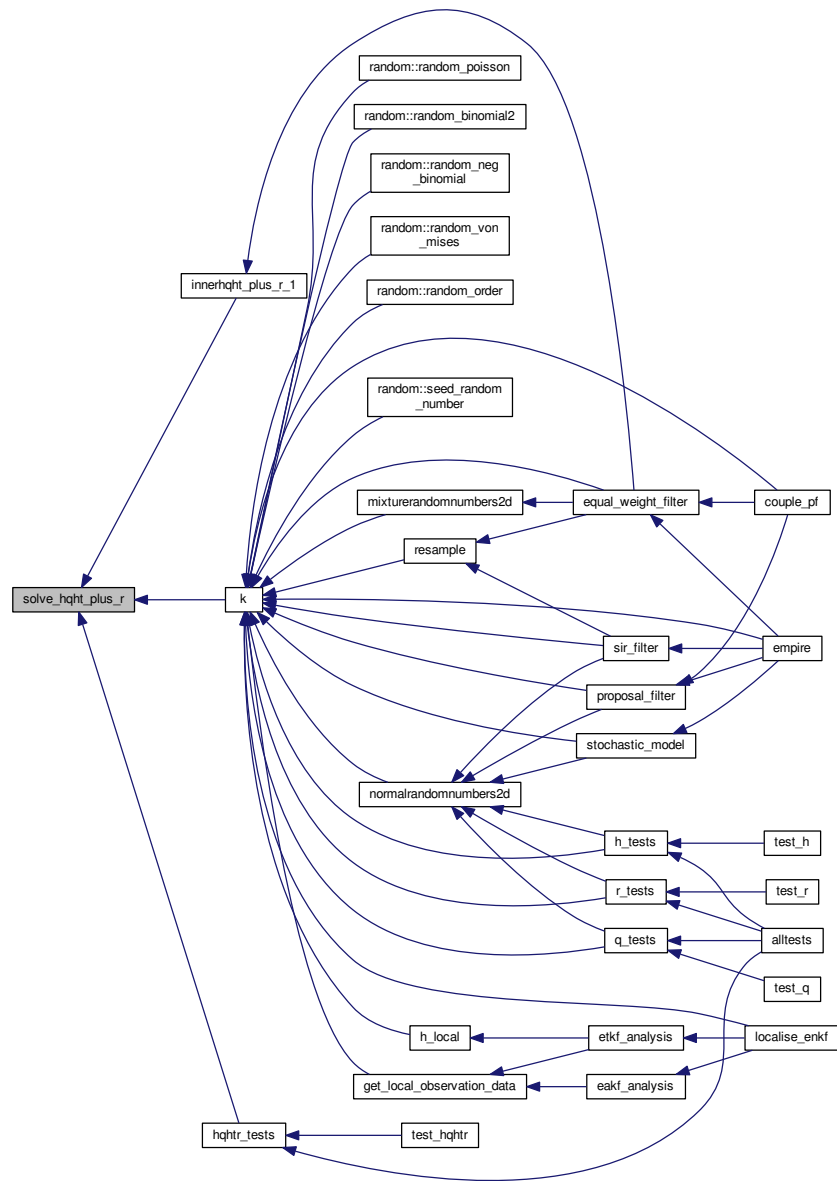 random::random_poisson
random::random_binomial2
random::random_neg
_binomial
random::random_von
_mises
innerhqht_plus_r_1
random::random_order
random::seed_random
_number
mixturerandomnumbers2d
equal_weight_filter
couple_pf
resample
solve_hqht_plus_r
k
sir_filter
empire
proposal_filter
stochastic_model
normalrandomnumbers2d
h_tests
test_h
r_tests
test_r
q_tests
alltests
test_q
h_local
etkf_analysis
localise_enkf
get_local_observation_data
eakf_analysis
hqhtr_tests
test_hqhtr